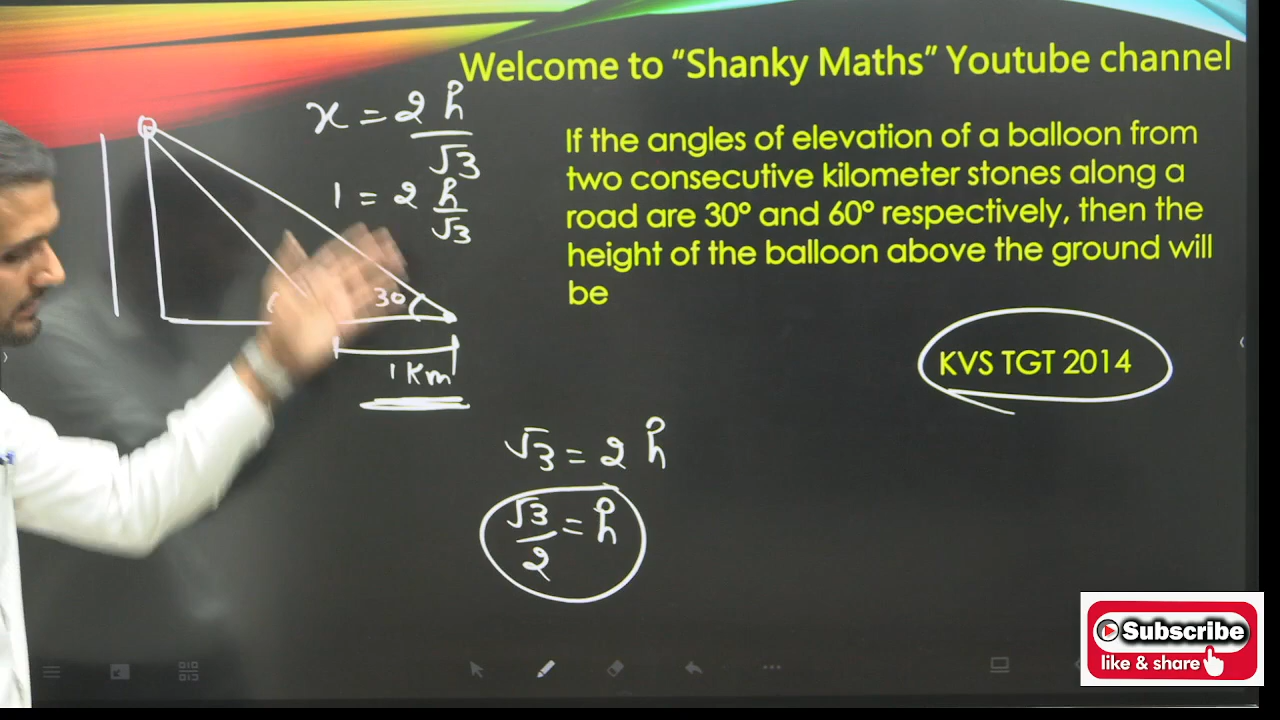 Welcome to “Shanky Maths” Youtube channel
x = 2 h
√3
1 = 2 h
√3
If the angles of elevation of a balloon from
two consecutive kilometer stones along a
road are 30° and 60° respectively, then the
height of the balloon above the ground will
be
30
1 Km
KVS TGT 2014
√3 = 2 h
√3 = h
2
Subscribe
like & share